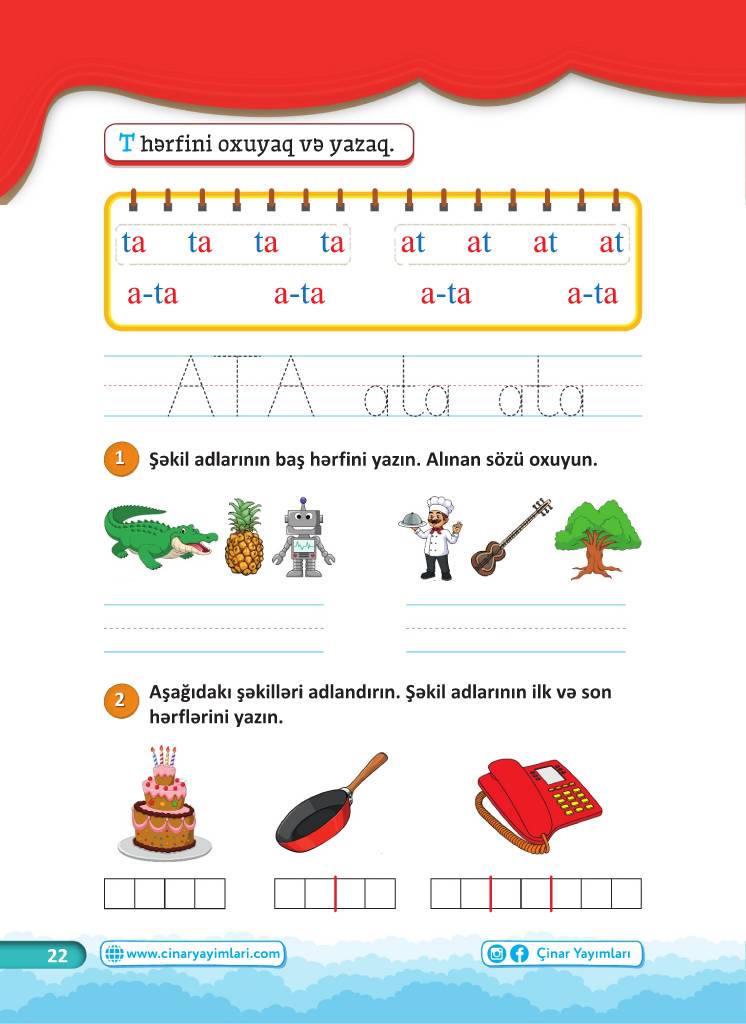 T hərfini oxuyaq və yazaq.
ta ta ta ta at at at at
a-ta a-ta a-ta a-ta
ATA ata ata
1 Şəkil adlarının baş hərfini yazın. Alınan sözü oxuyun.
2 Aşağıdakı şəkilləri adlandırın. Şəkil adlarının ilk və son
hərflərini yazın.
22 www.cinaryayimlari.com Çinar Yayımları